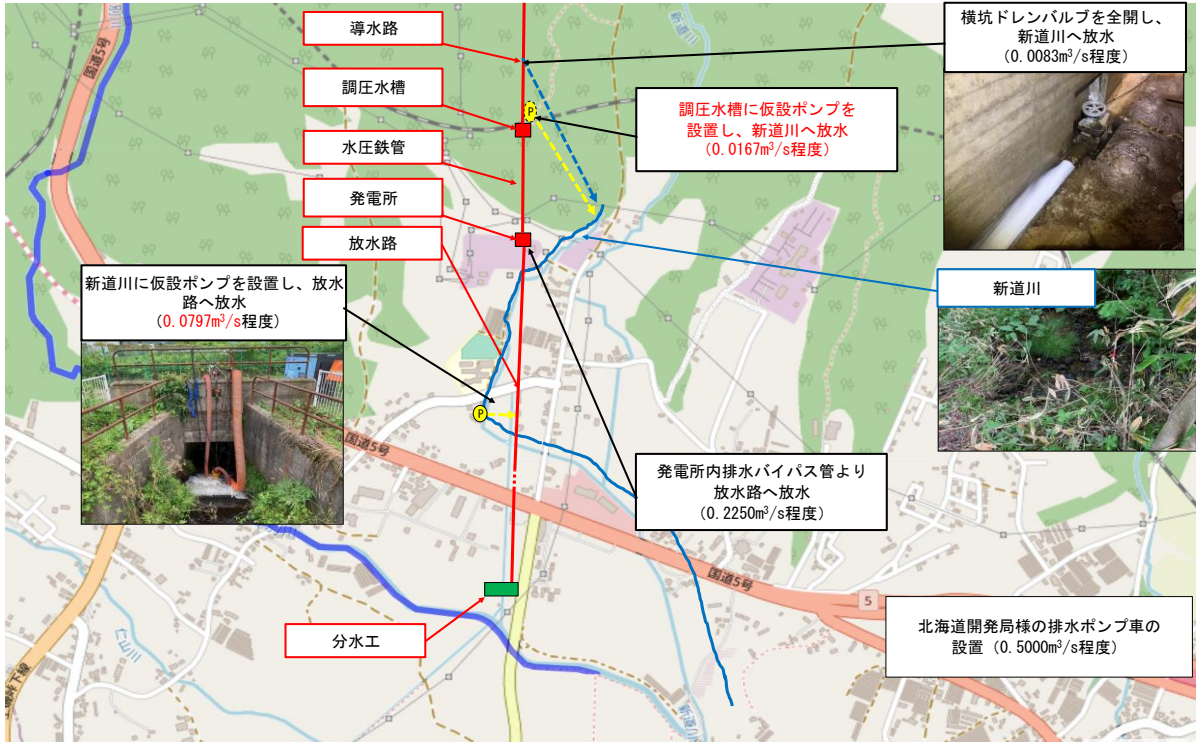 国道5号
導水路
調圧水槽
水圧鉄管
発電所
放水路
新道川
横坑ドレンバルブを全開し、
新道川へ放水
(0.0083m³/s程度)
P
調圧水槽に仮設ポンプを
設置し、新道川へ放水
(0.0167m³/s程度)
新道川に仮設ポンプを設置し、放水
路へ放水
(0.0797m³/s程度)
新道川
P
国道5号
発電所内排水バイパス管より
放水路へ放水
(0.2250m³/s程度)
国道5号
5
分水工
仁山川
新道川
北海道開発局様の排水ポンプ車の
設置 (0.5000m³/s程度)